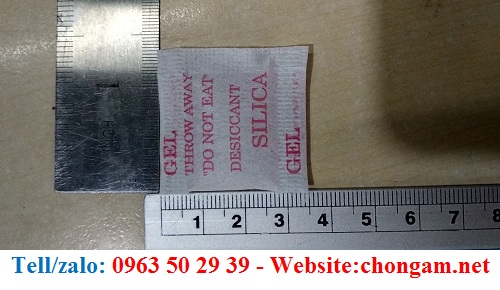 GEL
THROW AWAY
"DO NOT EAT"
DESICCANT
SILICA
GEL
1
1 2 3 4 5 6 7 8
Tell/zalo: 0963 50 29 39 - Website:chongam.net